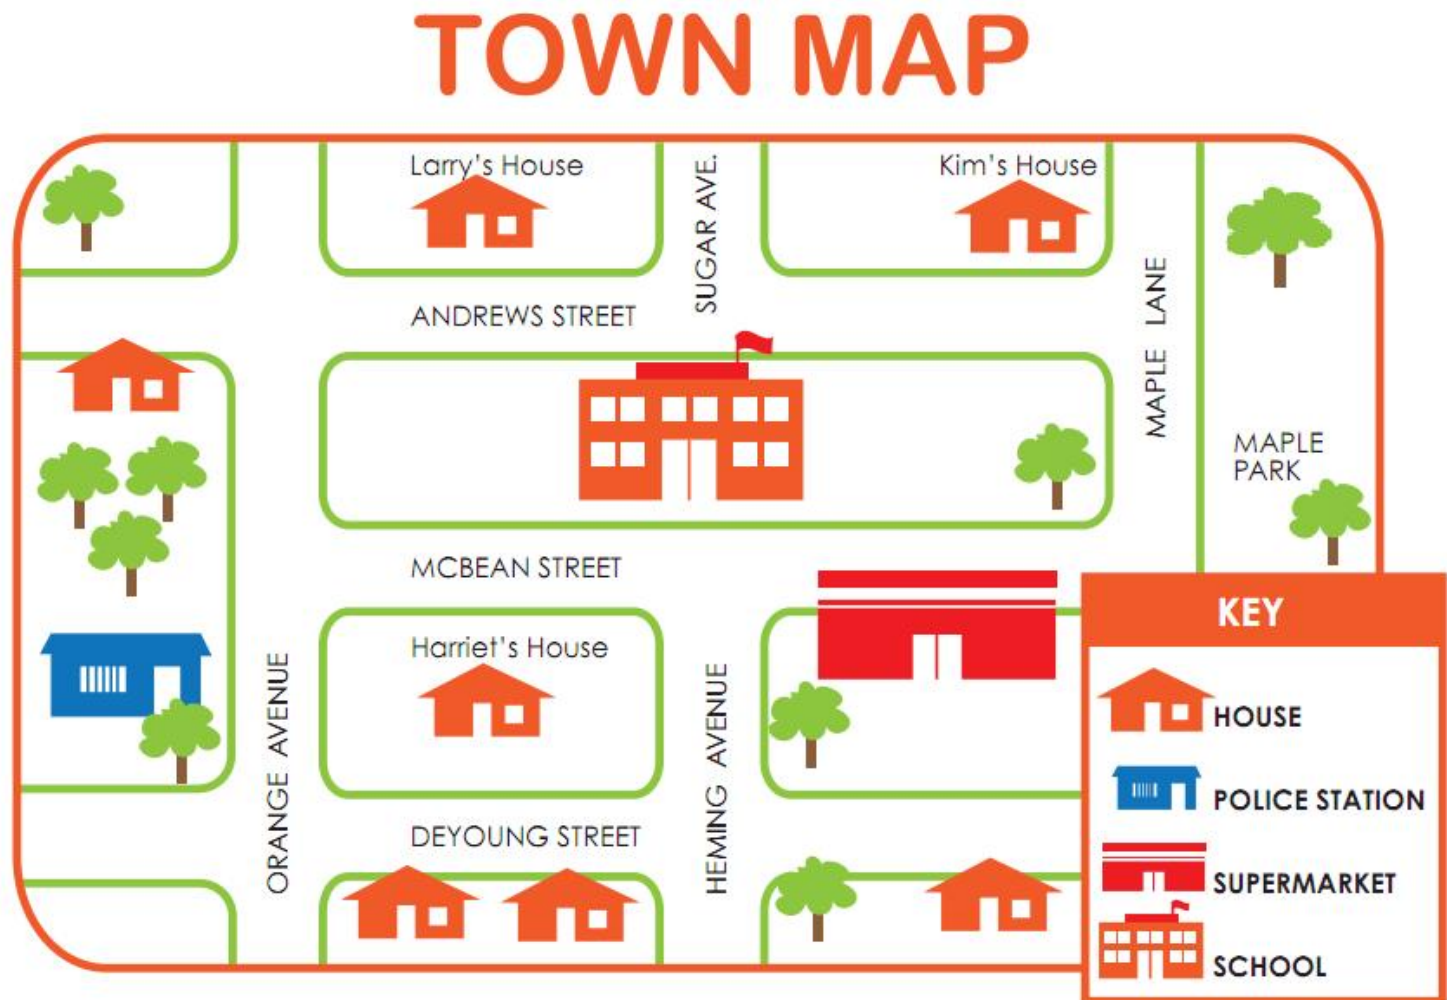 TOWN MAP
Larry's House
SUGAR AVE.
Kim's House
ANDREWS STREET
MAPLE LANE
MAPLE
PARK
MCBEAN STREET
Harriet's House
ORANGE AVENUE
HEMING AVENUE
DEYOUNG STREET
KEY
HOUSE
POLICE STATION
SUPERMARKET
SCHOOL